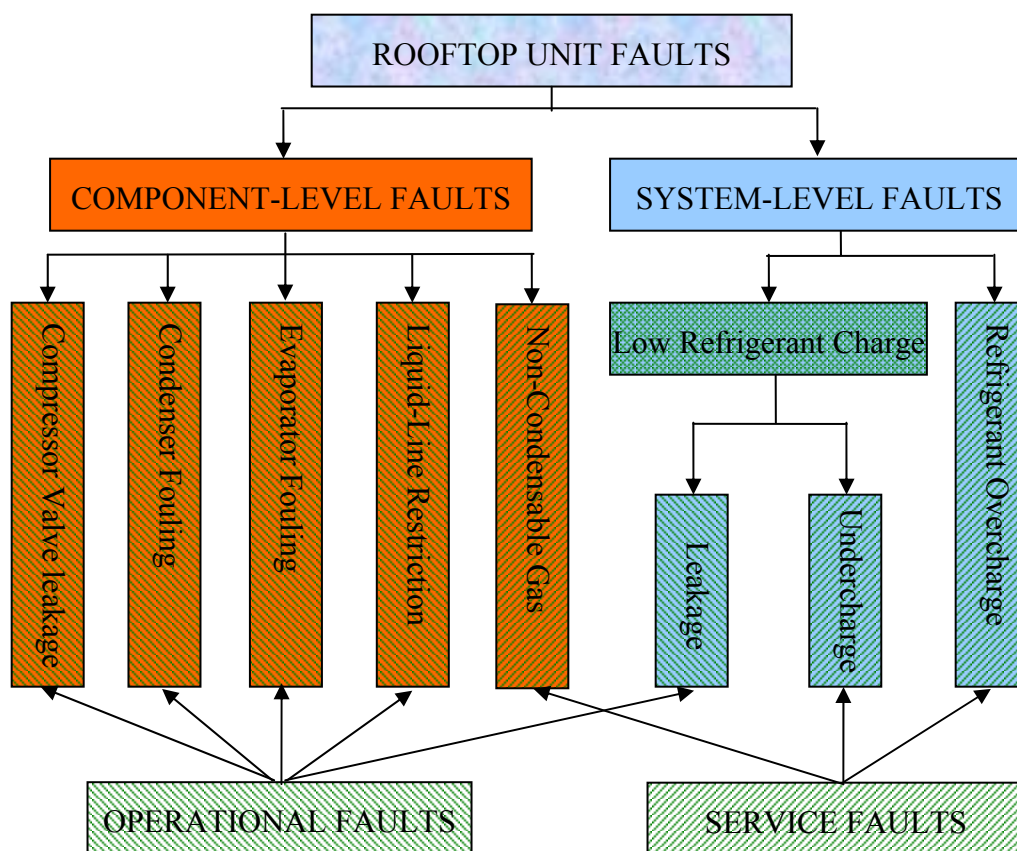 ROOFTOP UNIT FAULTS
COMPONENT-LEVEL FAULTS
SYSTEM-LEVEL FAULTS
Compressor Valve leakage
Condenser Fouling
Evaporator Fouling
Liquid-Line Restriction
Non-Condensable Gas
Low Refrigerant Charge
Refrigerant Overcharge
Leakage
Undercharge
OPERATIONAL FAULTS
SERVICE FAULTS